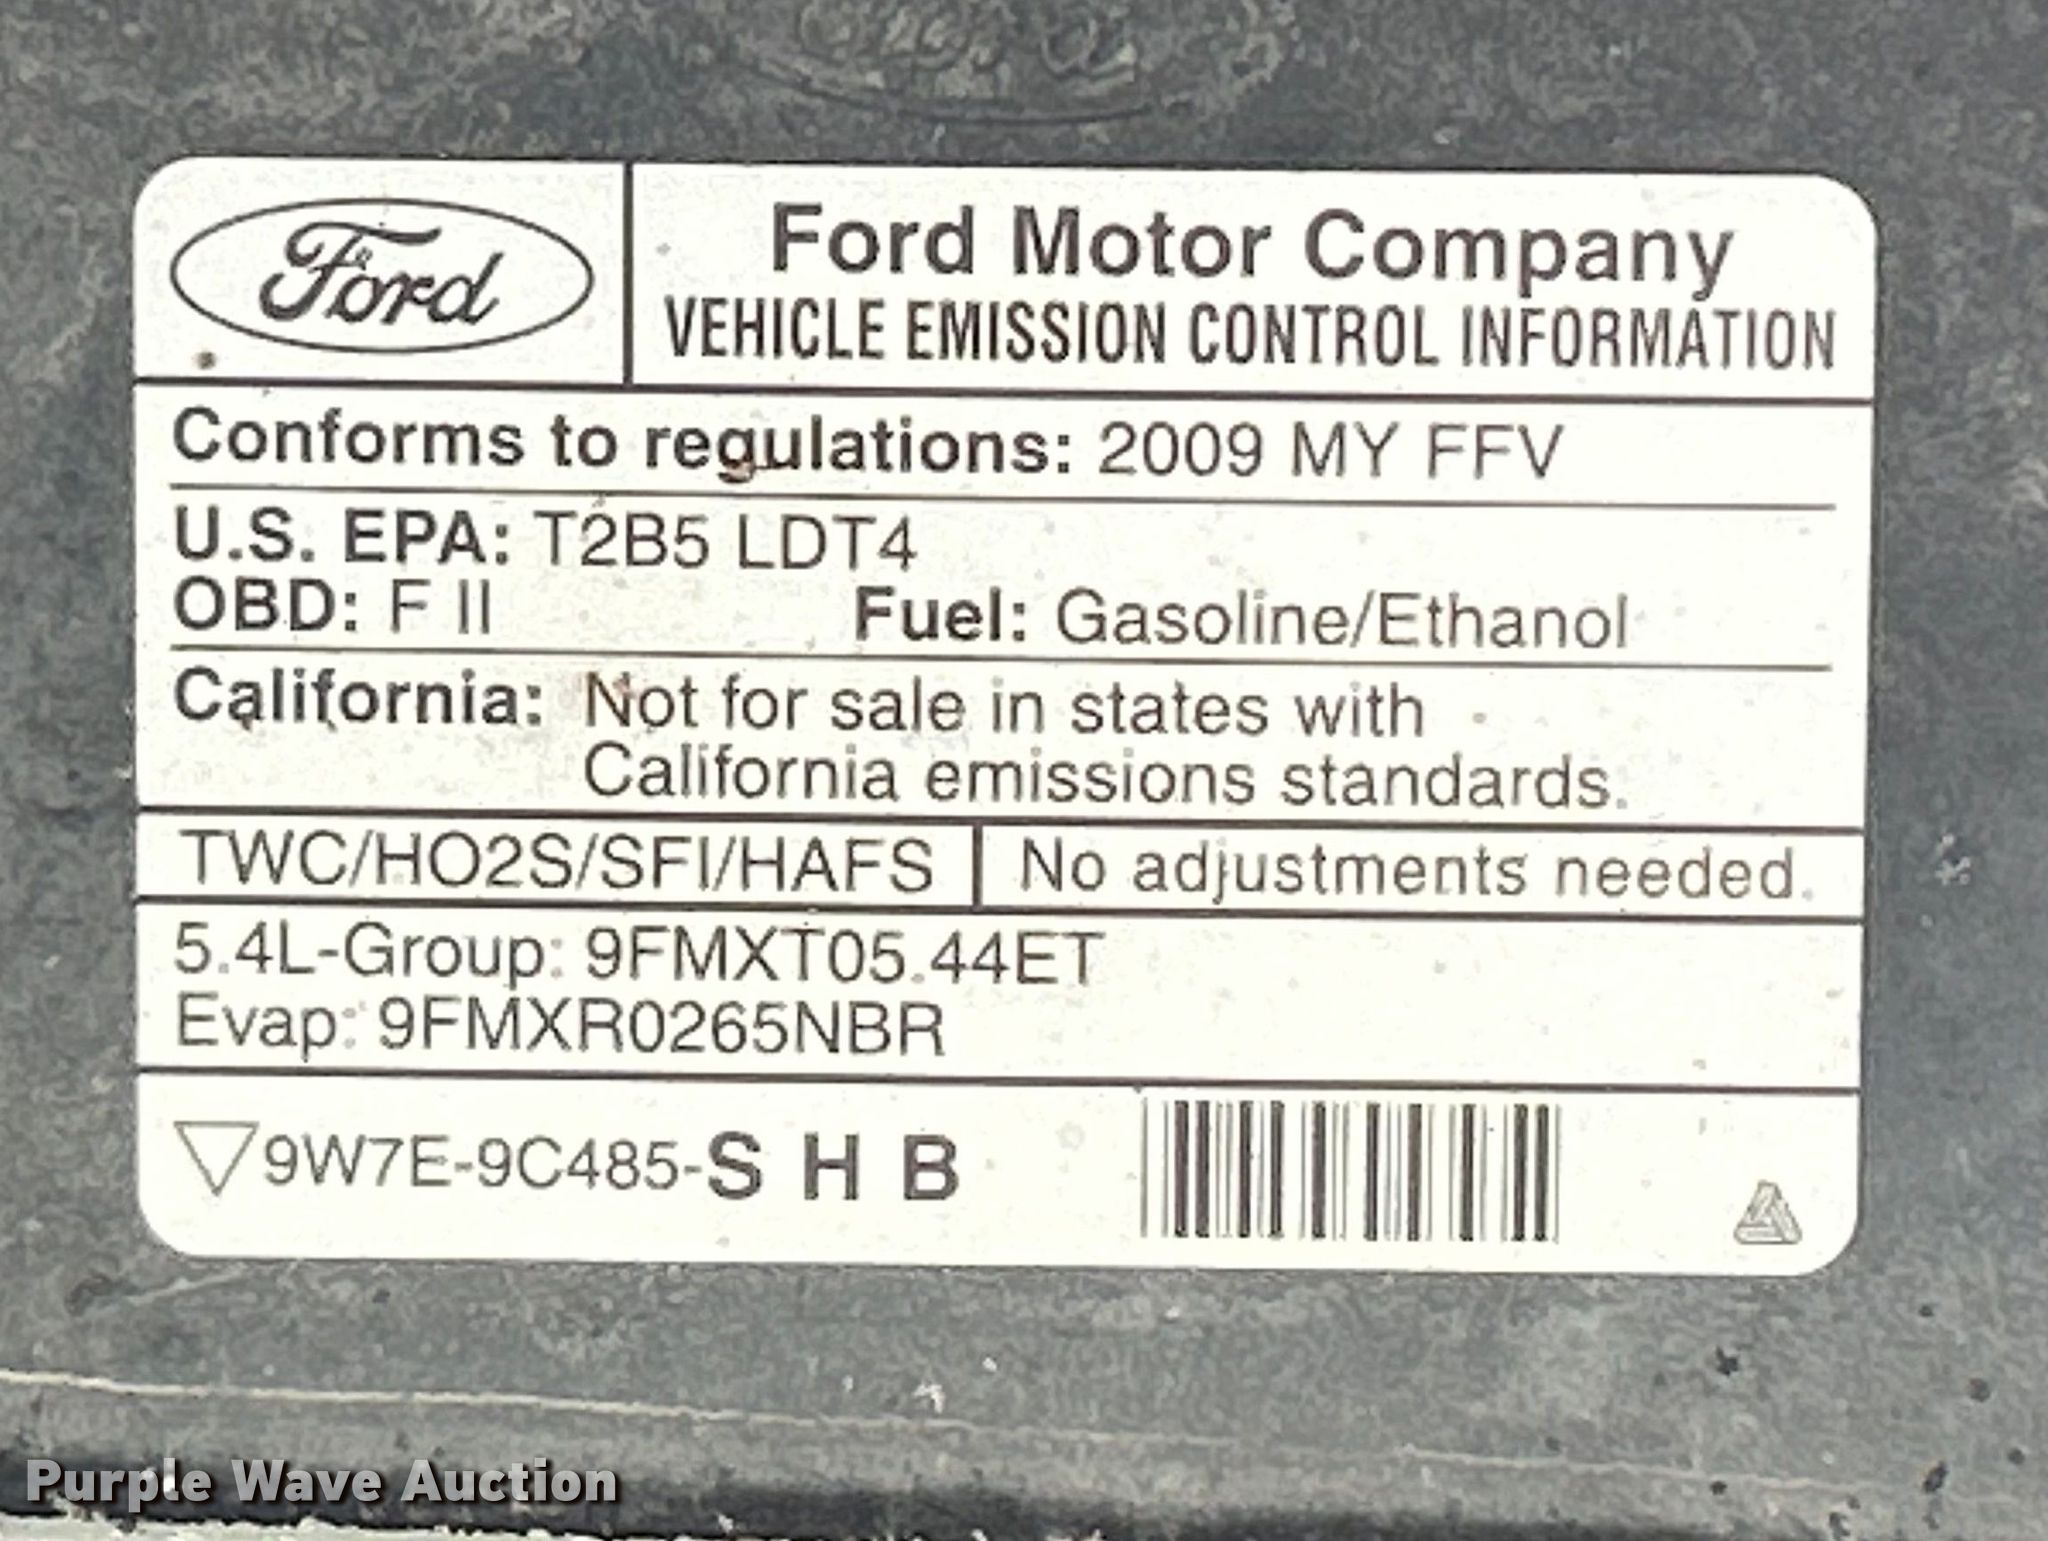 Ford
Ford Motor Company
VEHICLE EMISSION CONTROL INFORMATION
Conforms to regulations: 2009 MY FFV
U.S. EPA: T2B5 LDT4
OBD: F II Fuel: Gasoline/Ethanol
California: Not for sale in states with
California emissions standards.
TWC/HO2S/SFI/HAFS No adjustments needed.
5.4L-Group: 9FMXT05.44ET
Evap: 9FMXR0265NBR
9W7E-9C485-S H B
Purple Wave Auction